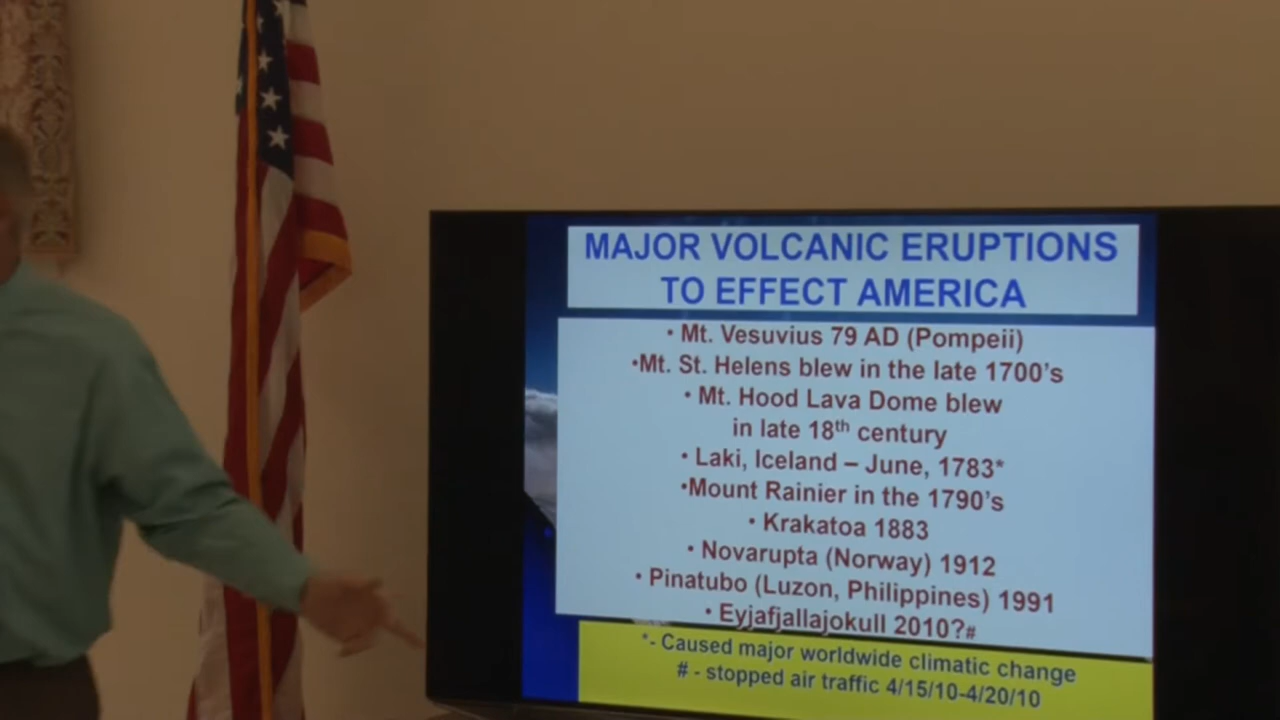 MAJOR VOLCANIC ERUPTIONS
TO EFFECT AMERICA
• Mt. Vesuvius 79 AD (Pompeii)
•Mt. St. Helens blew in the late 1700's
• Mt. Hood Lava Dome blew
in late 18th century
• Laki, Iceland – June, 1783*
•Mount Rainier in the 1790's
• Krakatoa 1883
• Novarupta (Norway) 1912
• Pinatubo (Luzon, Philippines) 1991
• Eyjafjallajokull 2010?#
*- Caused major worldwide climatic change
# - stopped air traffic 4/15/10-4/20/10